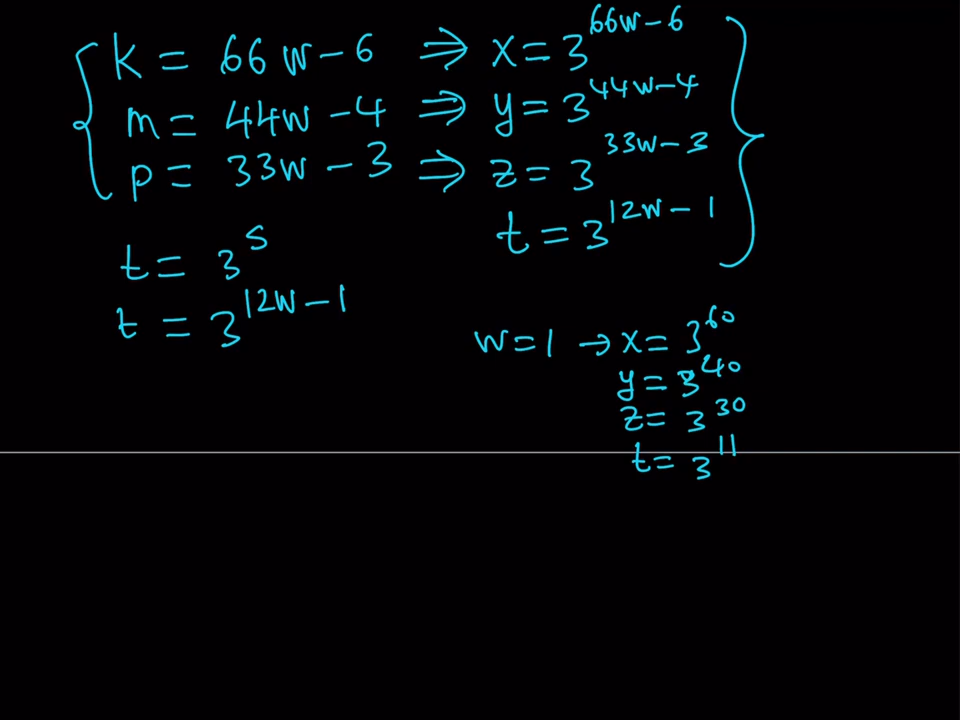 k = 66w - 6 ⇒ x = 3^{66w-6}
m = 44w - 4 ⇒ y = 3^{44w-4}
p = 33w - 3 ⇒ z = 3^{33w-3}
t = 3^{12w-1}
t = 3^s
t = 3^{12w-1}
w = 1 → x = 3^{60}
y = 3^{40}
z = 3^{30}
t = 3^{11}